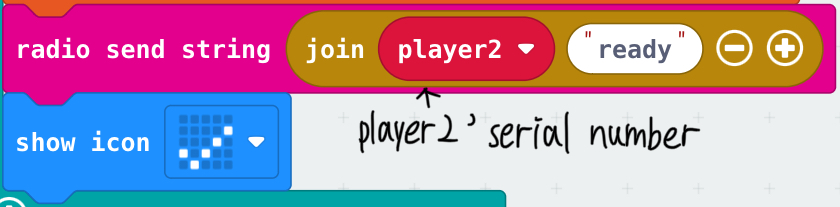 radio send string join player2 "ready"
show icon
player2's serial number